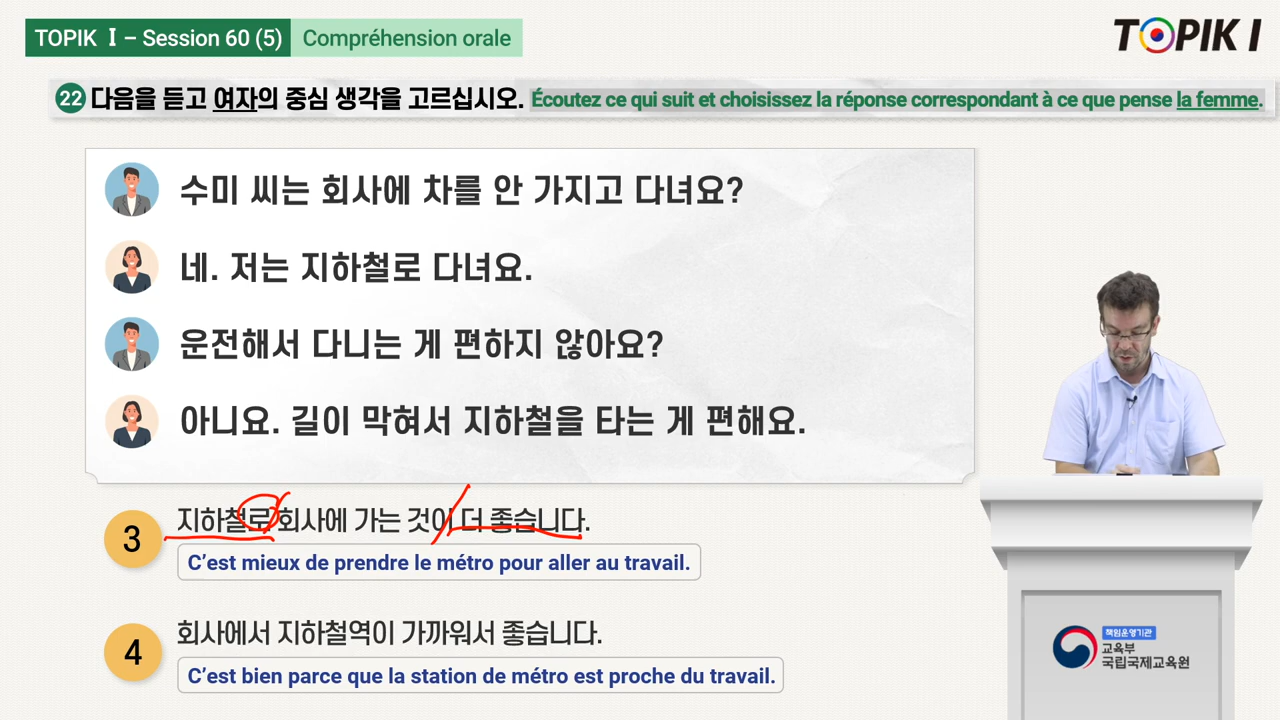 TOPIK I – Session 60 (5) Compréhension orale
TOPIK I
22 다음을 듣고 여자의 중심 생각을 고르십시오. Écoutez ce qui suit et choisissez la réponse correspondant à ce que pense la femme.
수미 씨는 회사에 차를 안 가지고 다녀요?
네. 저는 지하철로 다녀요.
운전해서 다니는 게 편하지 않아요?
아니요. 길이 막혀서 지하철을 타는 게 편해요.
3 지하철로 회사에 가는 것이 더 좋습니다.
C’est mieux de prendre le métro pour aller au travail.
4 회사에서 지하철역이 가까워서 좋습니다.
C’est bien parce que la station de métro est proche du travail.
책임운영기관
교육부
국립국제교육원